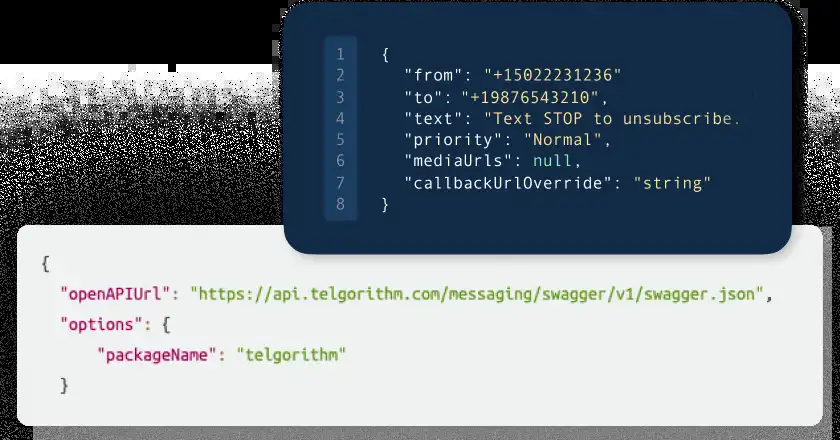 1 {
2 "from": "+15022231236"
3 "to": "+19876543210",
4 "text": "Text STOP to unsubscribe.
5 "priority": "Normal",
6 "mediaUrls": null,
7 "callbackUrlOverride": "string"
8 }
{
"openAPIUrl": "https://api.telgorithm.com/messaging/swagger/v1/swagger.json",
"options": {
"packageName": "telgorithm"
}